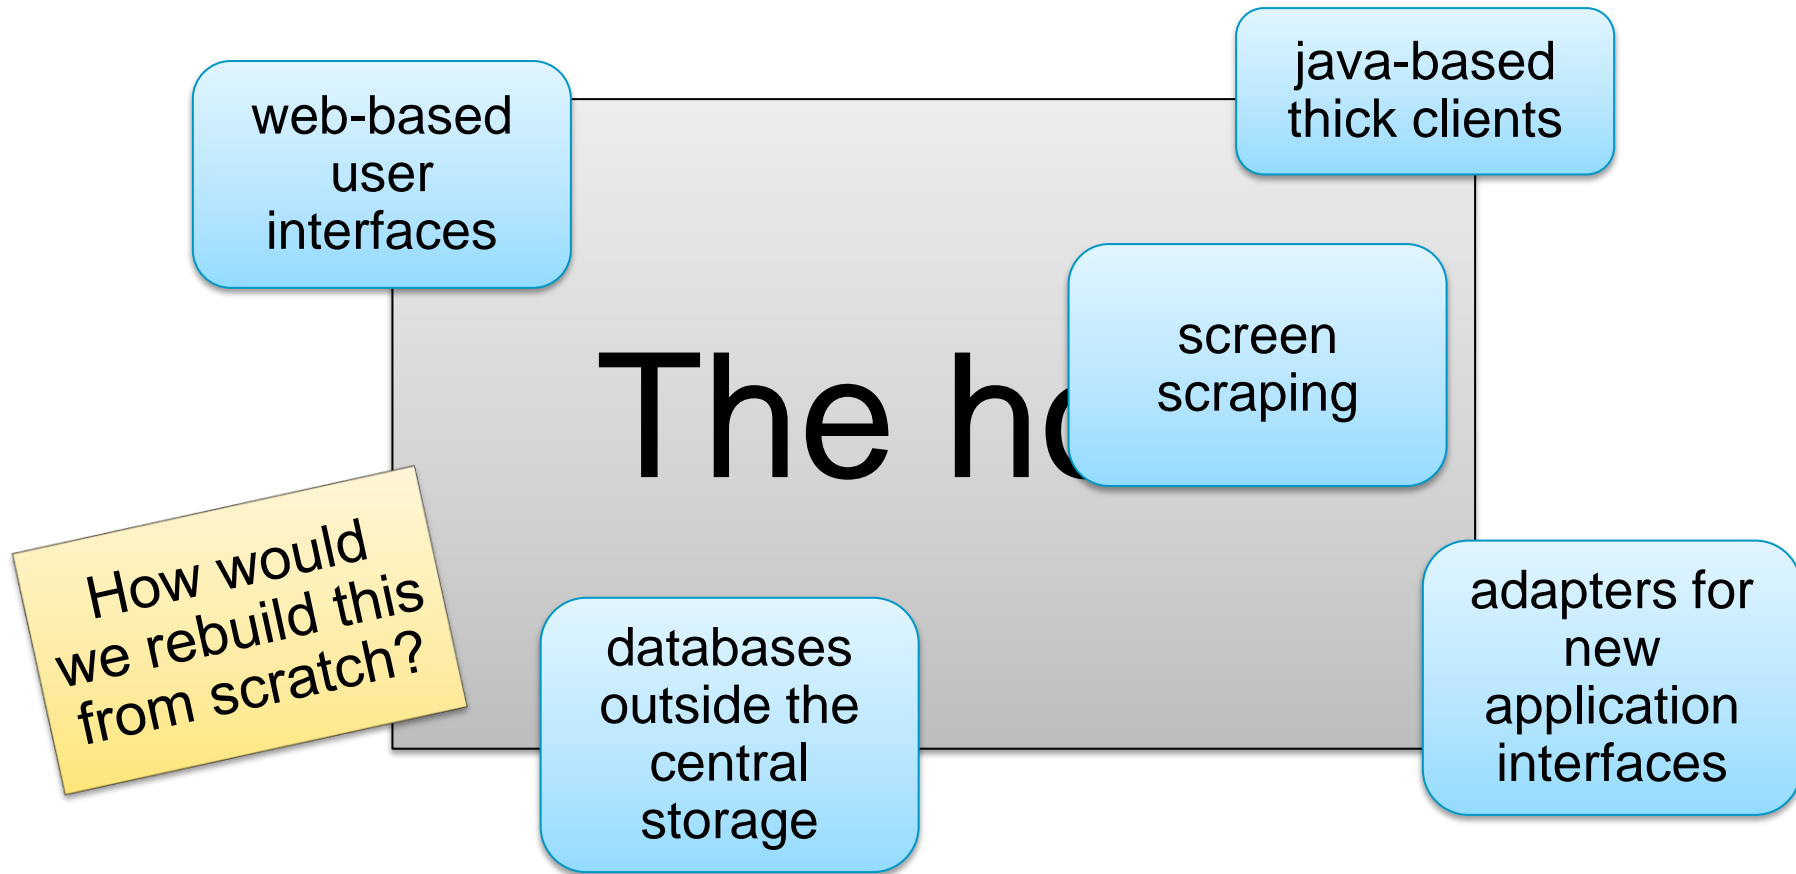 web-based
user
interfaces
java-based
thick clients
The
screen
scraping
How would
we rebuild this
from scratch?
databases
outside the
central
storage
adapters for
new
application
interfaces